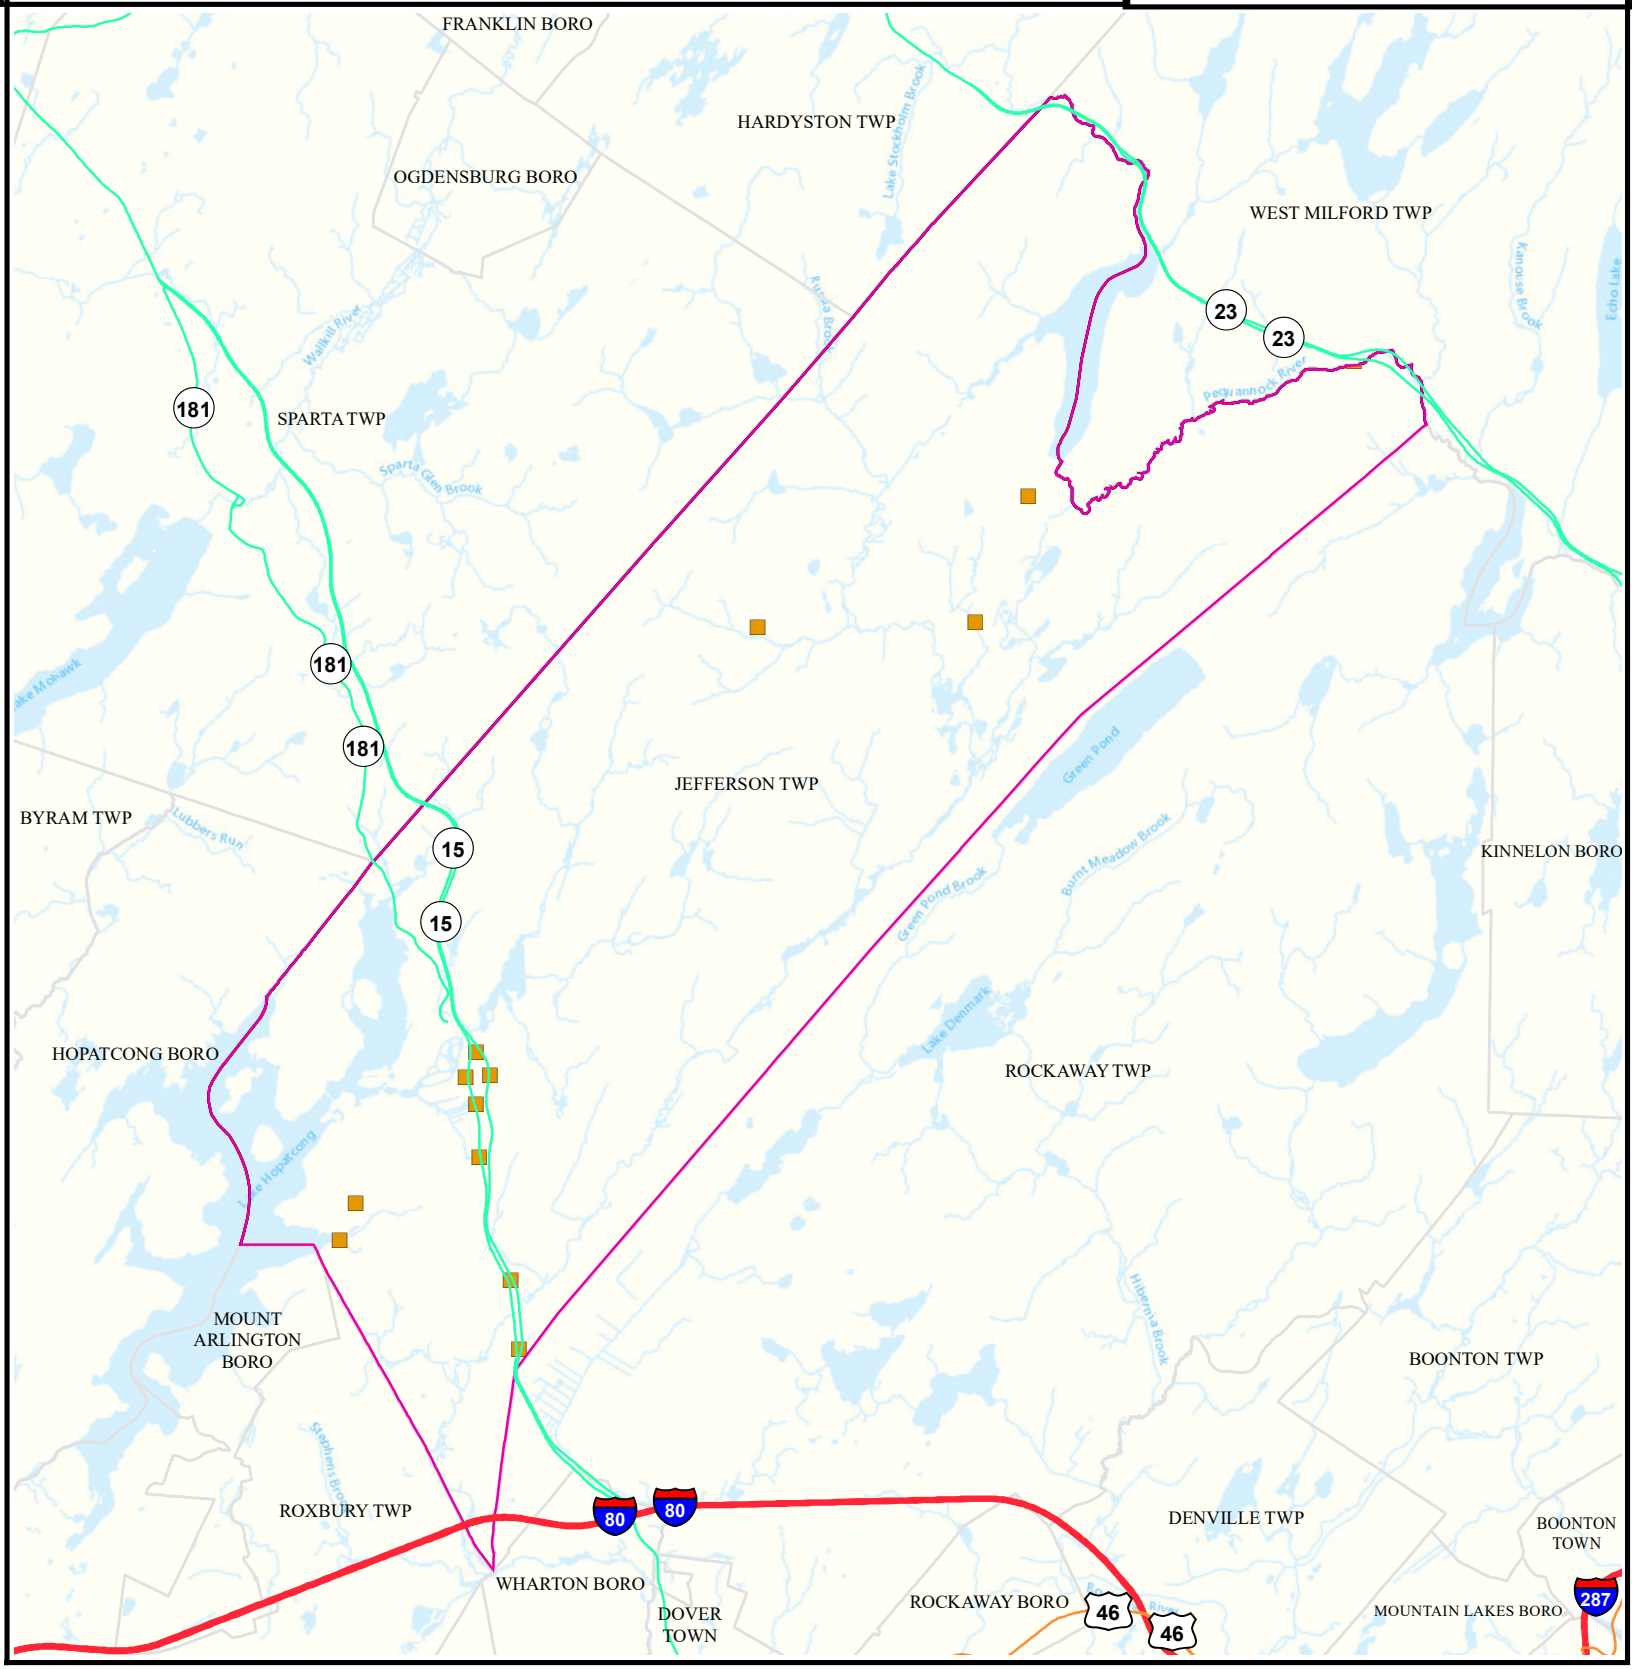 FRANKLIN BORO
HARDYSTON TWP
Lake Stockholm Brook
OGDENSBURG BORO
WEST MILFORD TWP
Kanouse Brook
Echo Lake
Russia Brook
Wallkill River
23
23
Pequannock River
181
SPARTA TWP
Sparta Glen Brook
181
ake Mohawk
181
Green Pond
JEFFERSON TWP
BYRAM TWP
Lubbers Run
15
Burnt Meadow Brook
KINNELON BORO
15
Green Pond Brook
Lake Denmark
HOPATCONG BORO
ROCKAWAY TWP
Lake Hopatcong
MOUNT
ARLINGTON
BORO
Hibernia Brook
BOONTON TWP
Stephens Bro
ROXBURY TWP
80
80
DENVILLE TWP
BOONTON
TOWN
WHARTON BORO
ROCKAWAY BORO
River
46
46
DOVER
TOWN
MOUNTAIN LAKES BORO
287